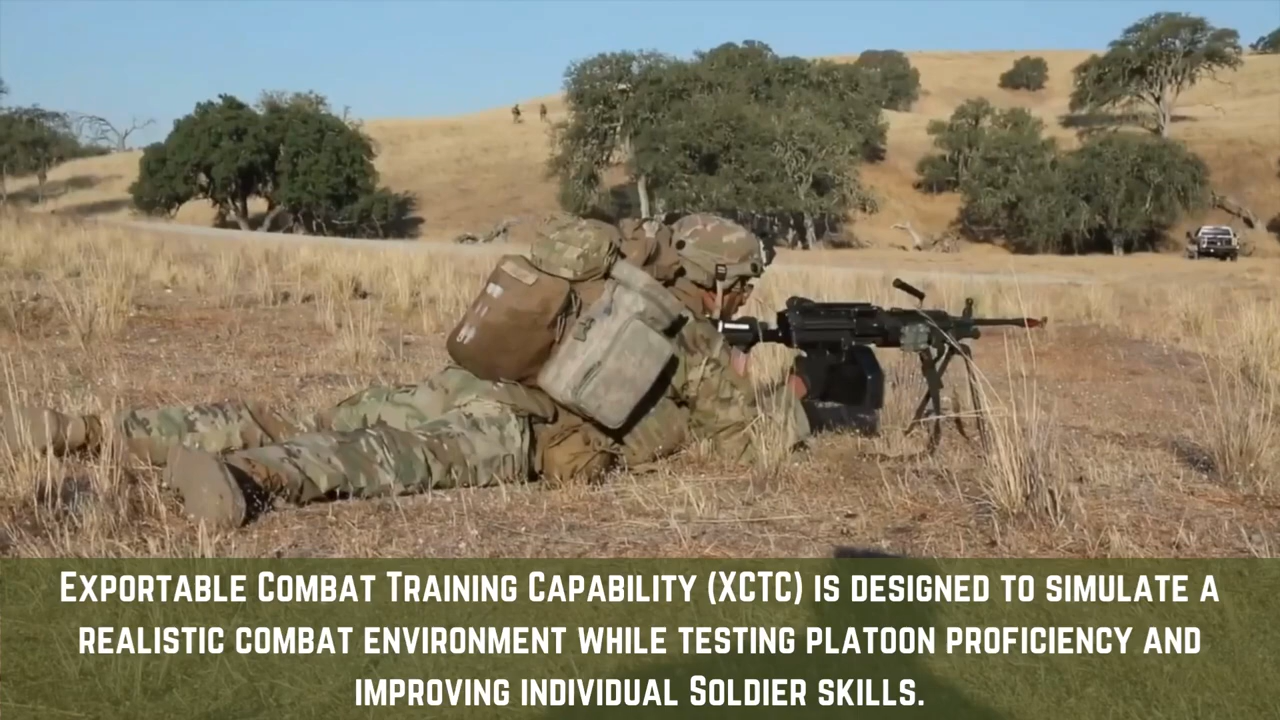 Exportable Combat Training Capability (XCTC) is designed to simulate a
realistic combat environment while testing platoon proficiency and
improving individual Soldier skills.